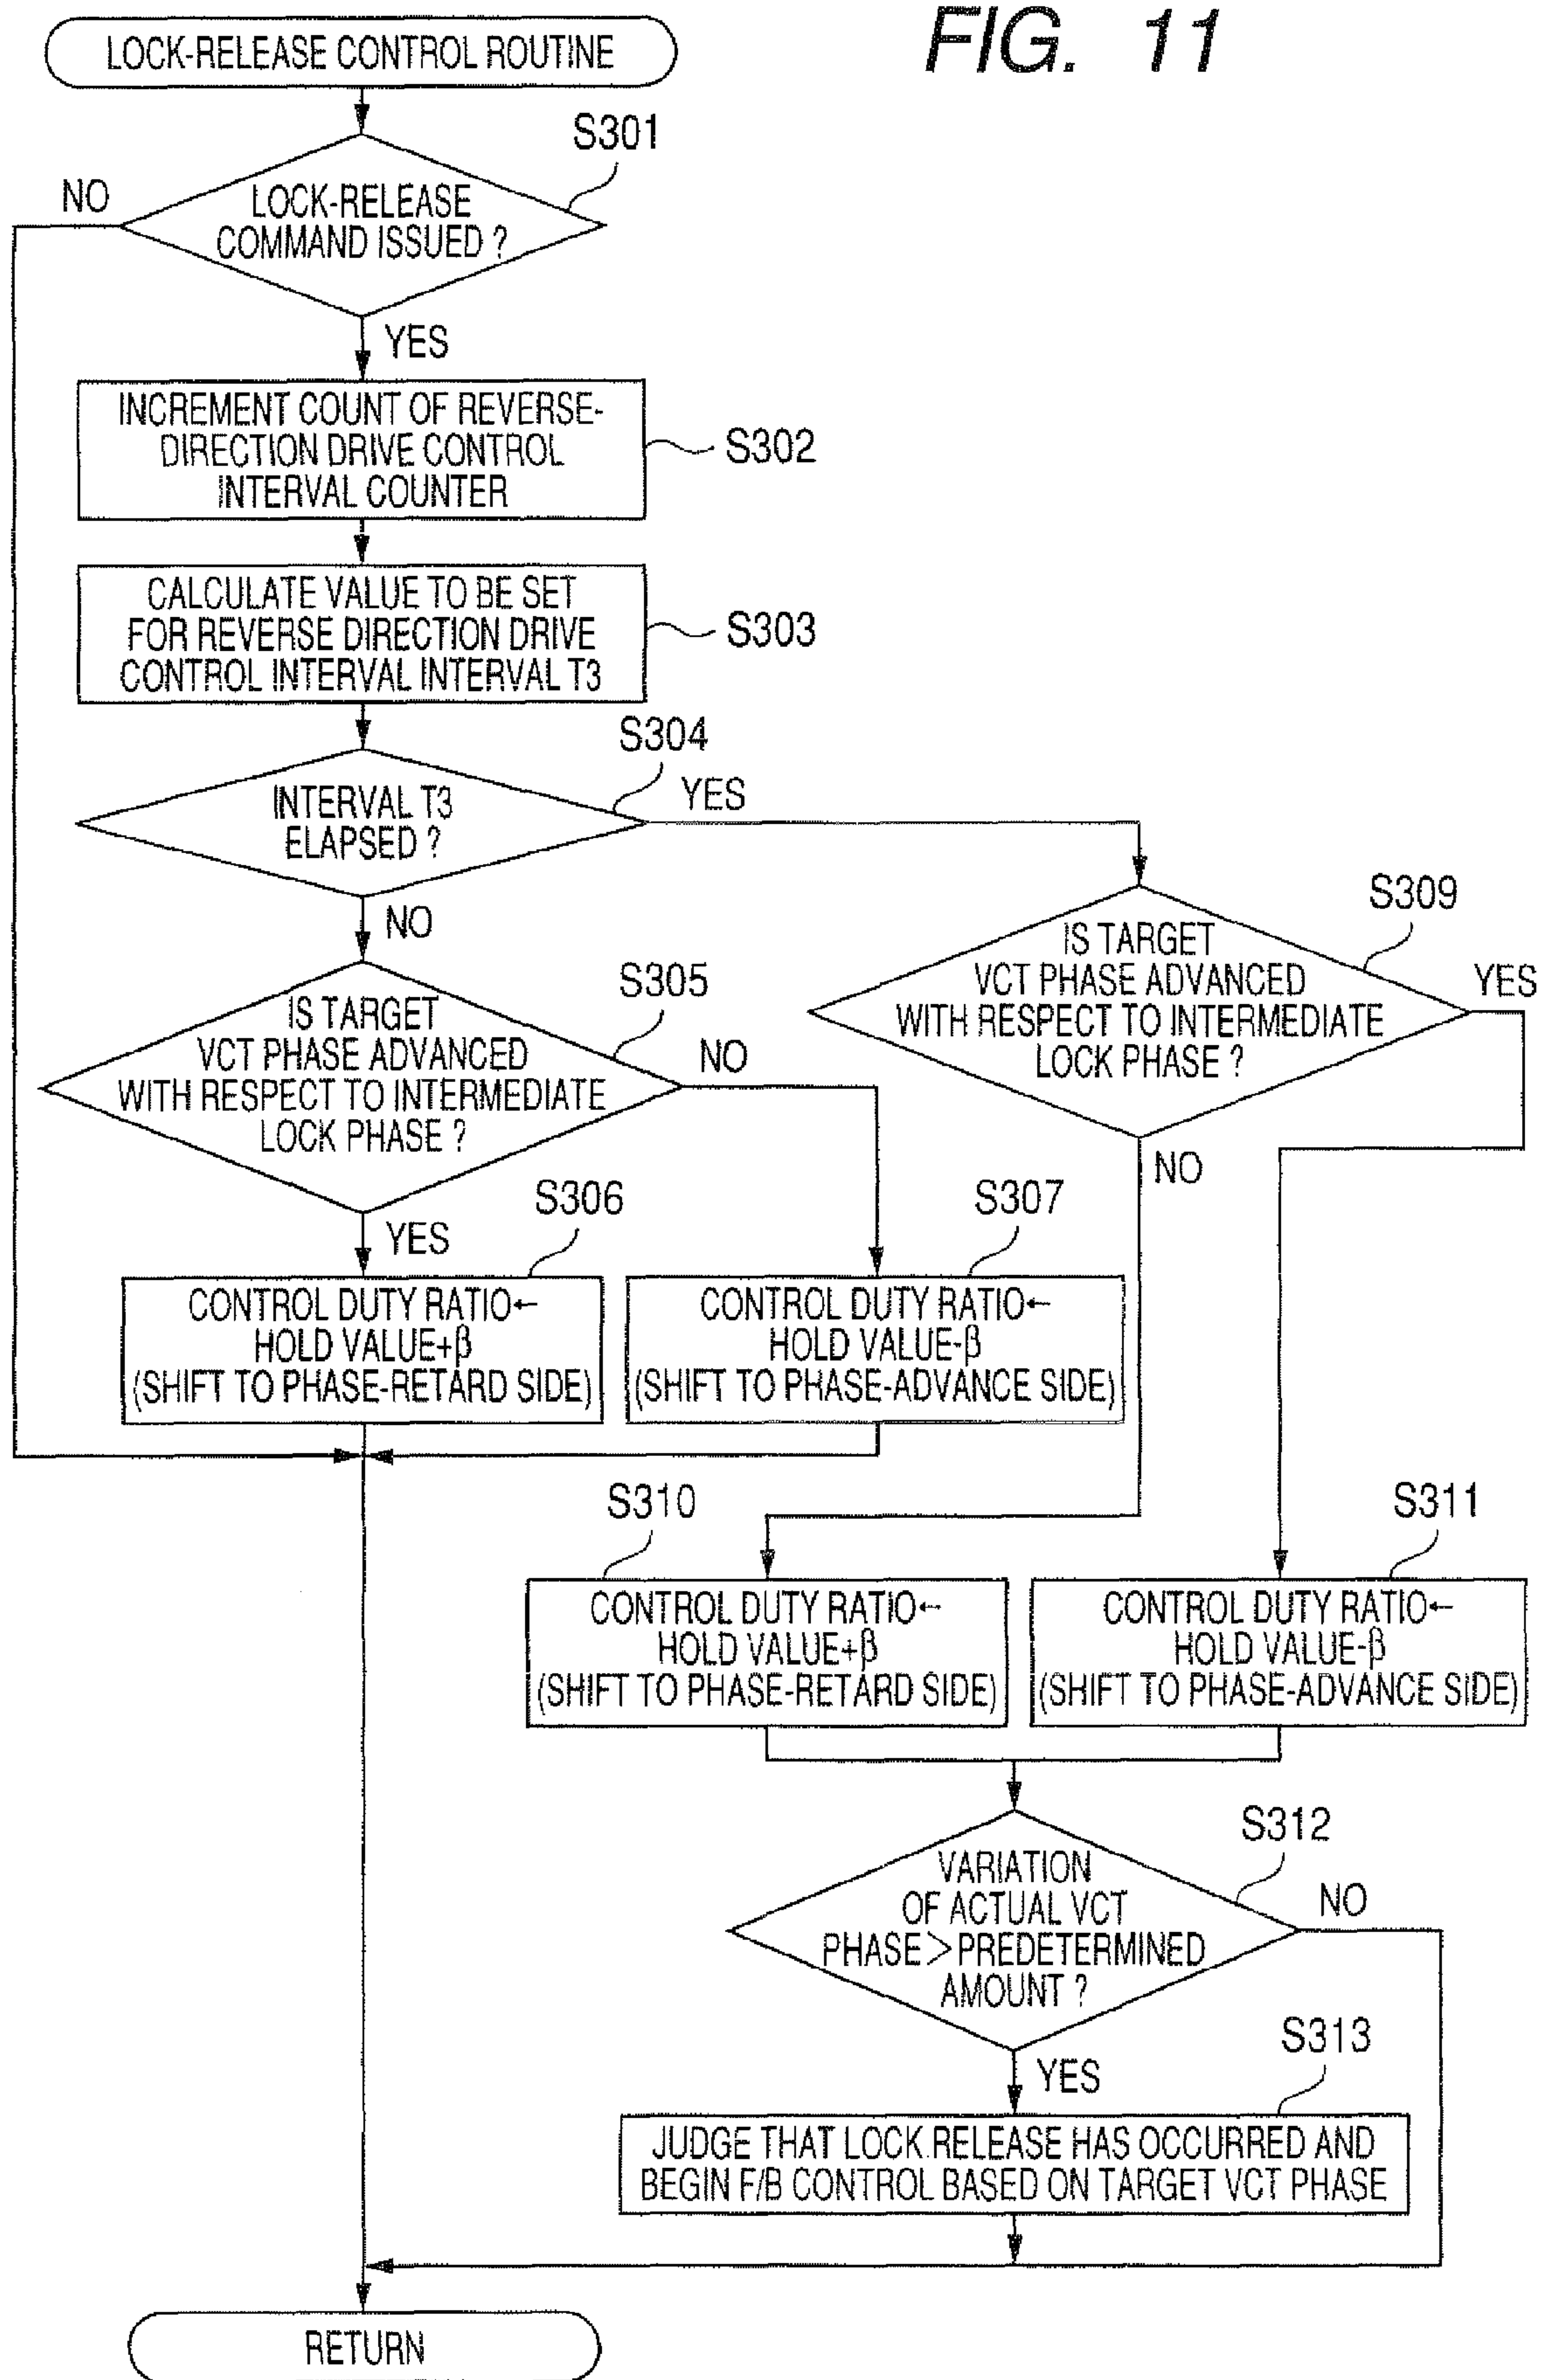 FIG. 11
LOCK-RELEASE CONTROL ROUTINE
S301
NO
LOCK-RELEASE
COMMAND ISSUED ?
YES
INCREMENT COUNT OF REVERSE-
DIRECTION DRIVE CONTROL
INTERVAL COUNTER
S302
CALCULATE VALUE TO BE SET
FOR REVERSE DIRECTION DRIVE
CONTROL INTERVAL INTERVAL T3
S303
S304
INTERVAL T3
ELAPSED ?
YES
NO
S305
IS TARGET
VCT PHASE ADVANCED
WITH RESPECT TO INTERMEDIATE
LOCK PHASE ?
NO
YES
S309
IS TARGET
VCT PHASE ADVANCED
WITH RESPECT TO INTERMEDIATE
LOCK PHASE ?
YES
NO
S306
CONTROL DUTY RATIO←
HOLD VALUE+β
(SHIFT TO PHASE-RETARD SIDE)
S307
CONTROL DUTY RATIO←
HOLD VALUE-β
(SHIFT TO PHASE-ADVANCE SIDE)
S310
CONTROL DUTY RATIO←
HOLD VALUE+β
(SHIFT TO PHASE-RETARD SIDE)
S311
CONTROL DUTY RATIO←
HOLD VALUE-β
(SHIFT TO PHASE-ADVANCE SIDE)
S312
VARIATION
OF ACTUAL VCT
PHASE>PREDETERMINED
AMOUNT ?
NO
YES
S313
JUDGE THAT LOCK RELEASE HAS OCCURRED AND
BEGIN F/B CONTROL BASED ON TARGET VCT PHASE
RETURN